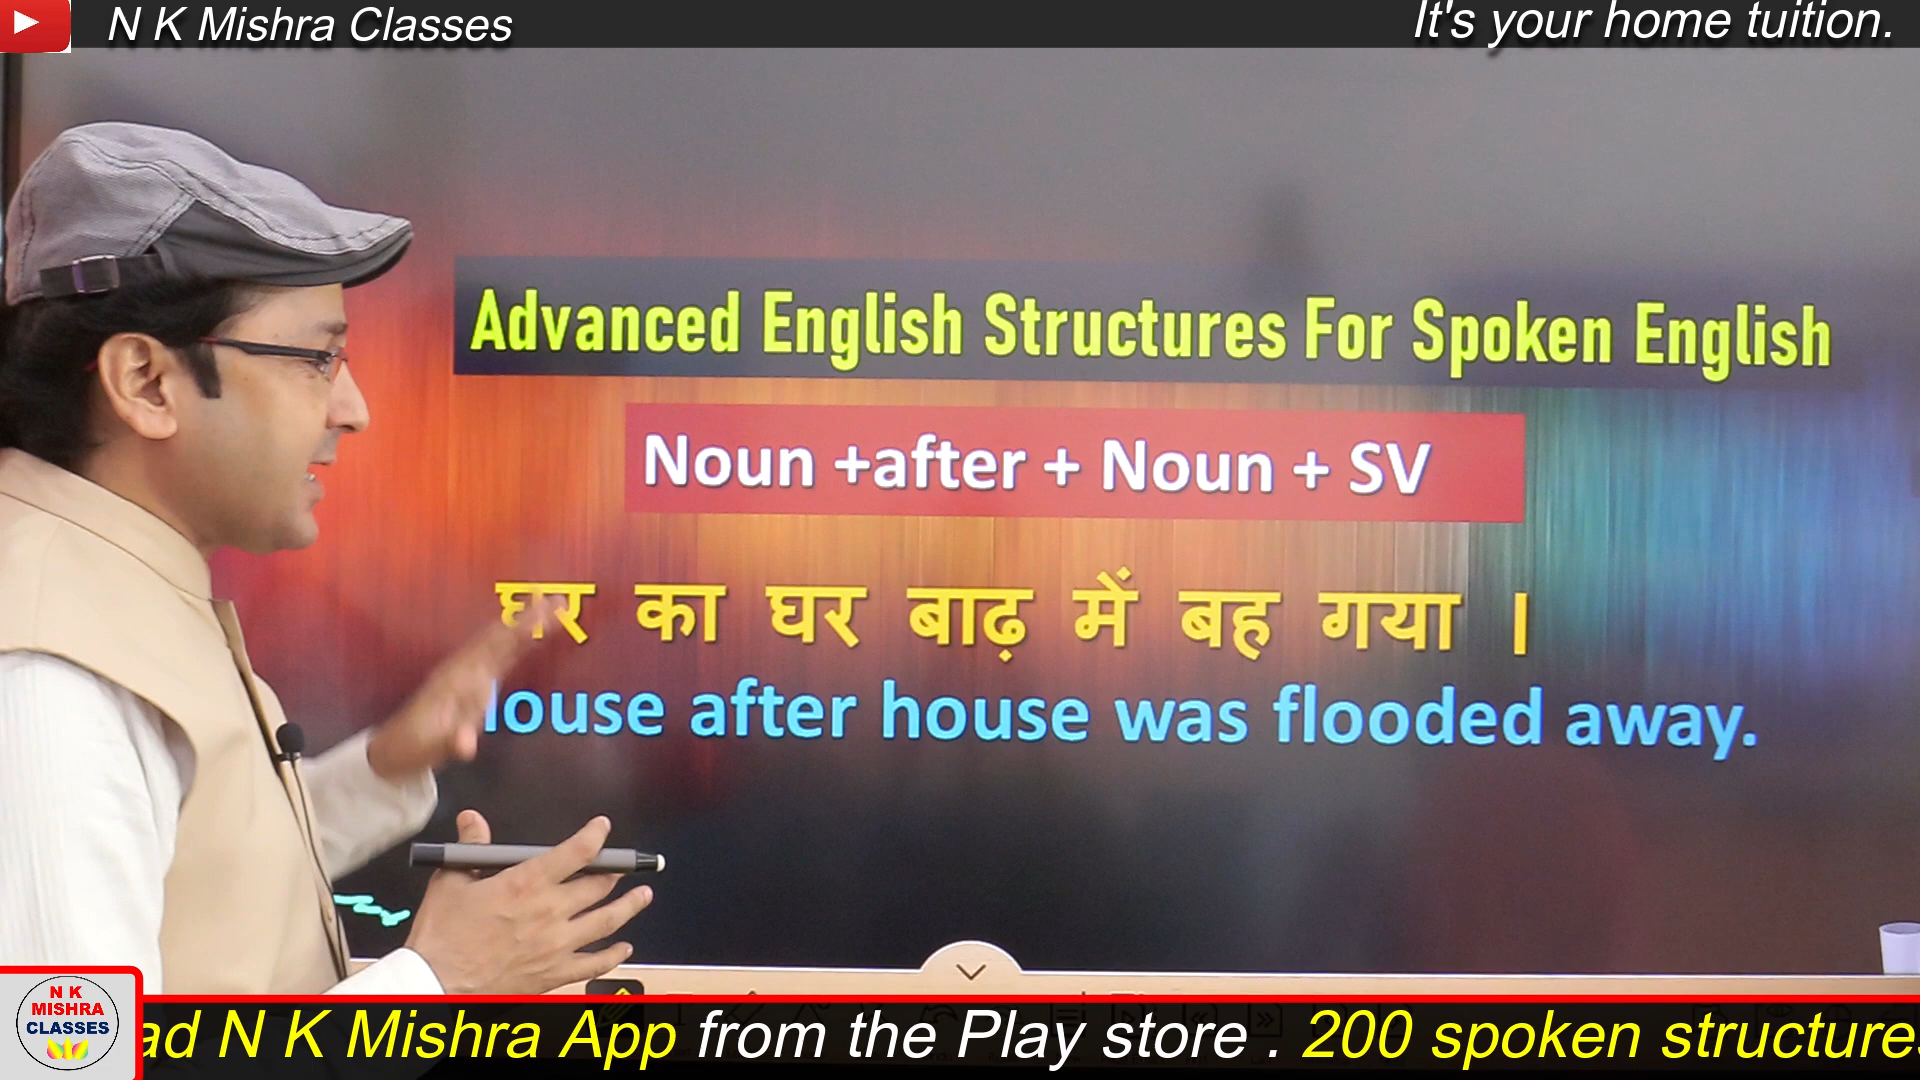 N K Mishra Classes
It's your home tuition.
Advanced English Structures For Spoken English
Noun +after + Noun + SV
घर का घर बाढ़ में बह गया ।
after house was flooded away.
N K
MISHRA
CLASSES
N K Mishra App from the Play store . 200 spoken